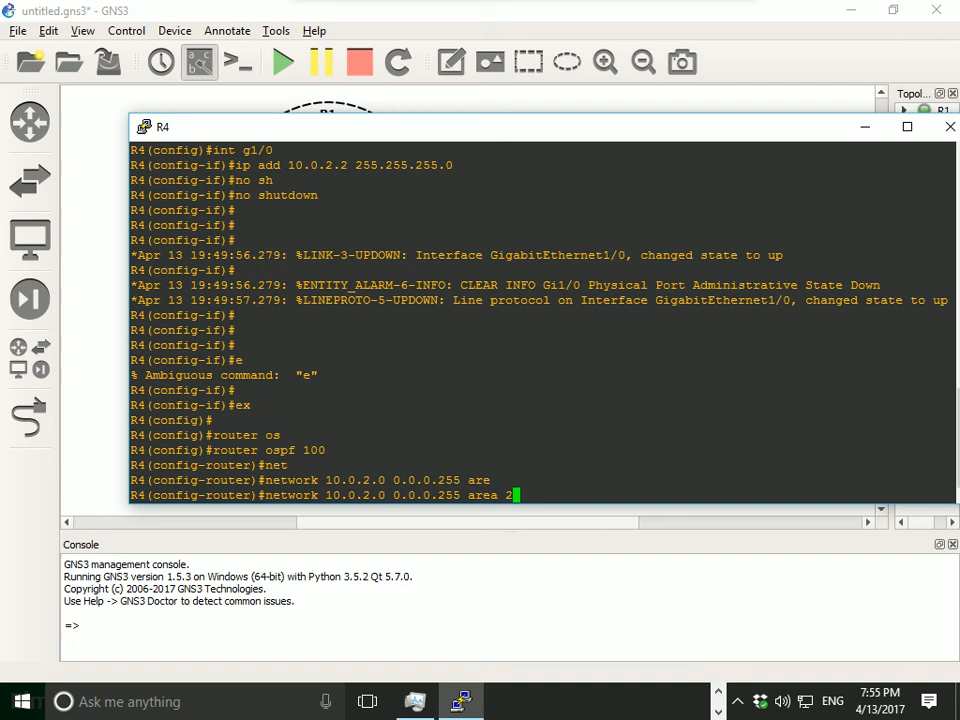 untitled.gns3* - GNS3
File Edit View Control Device Annotate Tools Help
Topol...
R1
R1
R4
R4(config)#int g1/0
R4(config-if)#ip add 10.0.2.2 255.255.255.0
R4(config-if)#no sh
R4(config-if)#no shutdown
R4(config-if)#
R4(config-if)#
R4(config-if)#
*Apr 13 19:49:56.279: %LINK-3-UPDOWN: Interface GigabitEthernet1/0, changed state to up
R4(config-if)#
*Apr 13 19:49:56.279: %ENTITY_ALARM-6-INFO: CLEAR INFO Gi1/0 Physical Port Administrative State Down
*Apr 13 19:49:57.279: %LINEPROTO-5-UPDOWN: Line protocol on Interface GigabitEthernet1/0, changed state to up
R4(config-if)#
R4(config-if)#
R4(config-if)#
R4(config-if)#e
% Ambiguous command:  "e"
R4(config-if)#
R4(config-if)#ex
R4(config)#
R4(config)#router os
R4(config)#router ospf 100
R4(config-router)#net
R4(config-router)#network 10.0.2.0 0.0.0.255 are
R4(config-router)#network 10.0.2.0 0.0.0.255 area 2
Console
GNS3 management console.
Running GNS3 version 1.5.3 on Windows (64-bit) with Python 3.5.2 Qt 5.7.0.
Copyright (c) 2006-2017 GNS3 Technologies.
Use Help -> GNS3 Doctor to detect common issues.
=>
Ask me anything
ENG
7:55 PM
4/13/2017